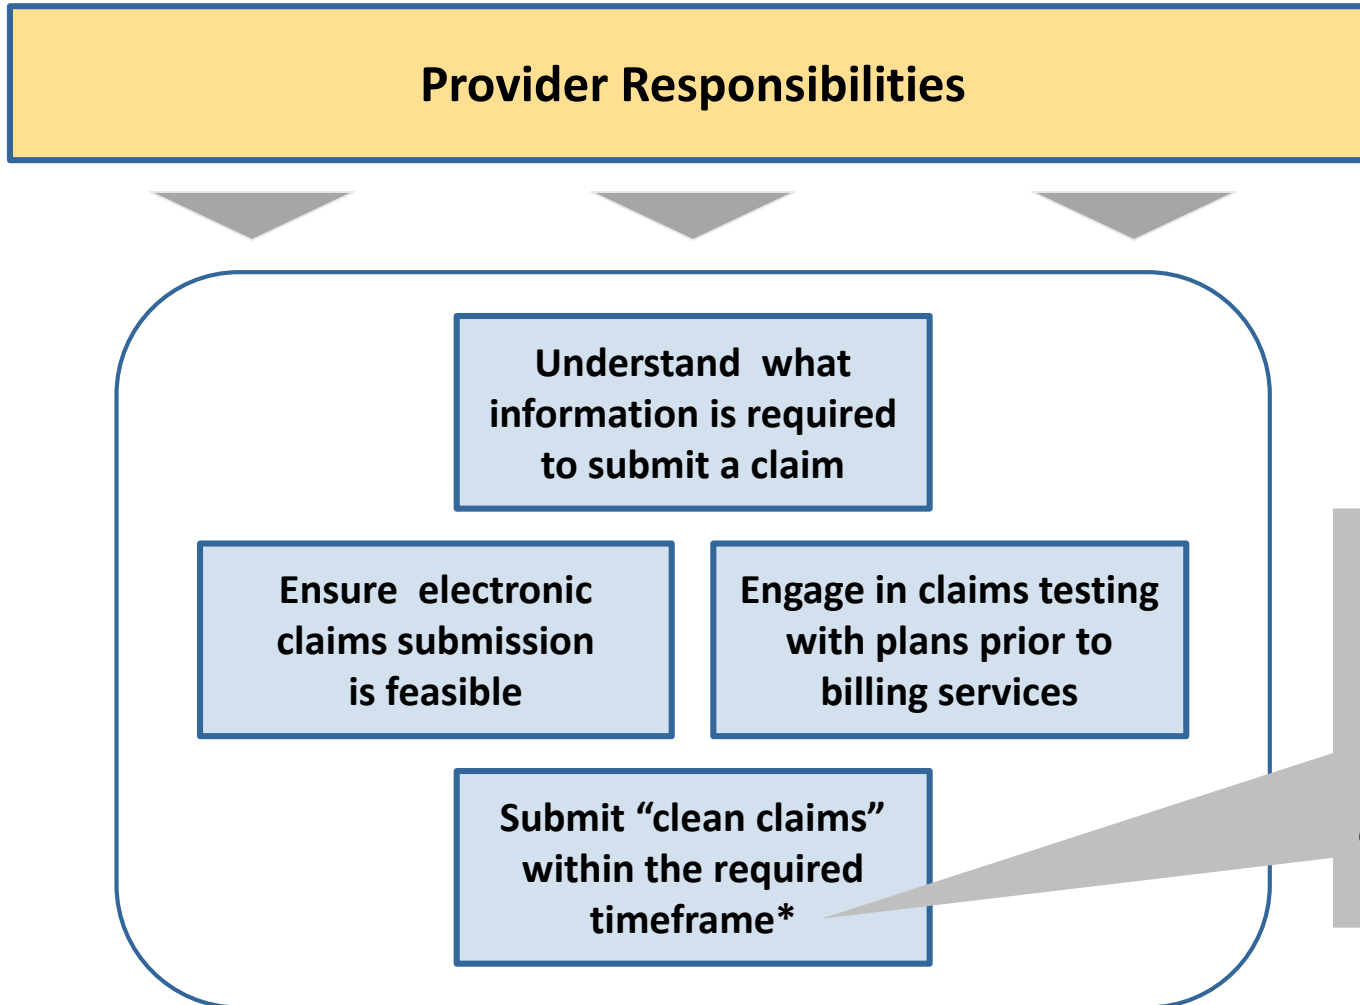 Provider Responsibilities
Understand  what
information is required
to submit a claim
Ensure  electronic
claims submission
is feasible
Engage in claims testing
with plans prior to
billing services
Submit “clean claims”
within the required
timeframe*